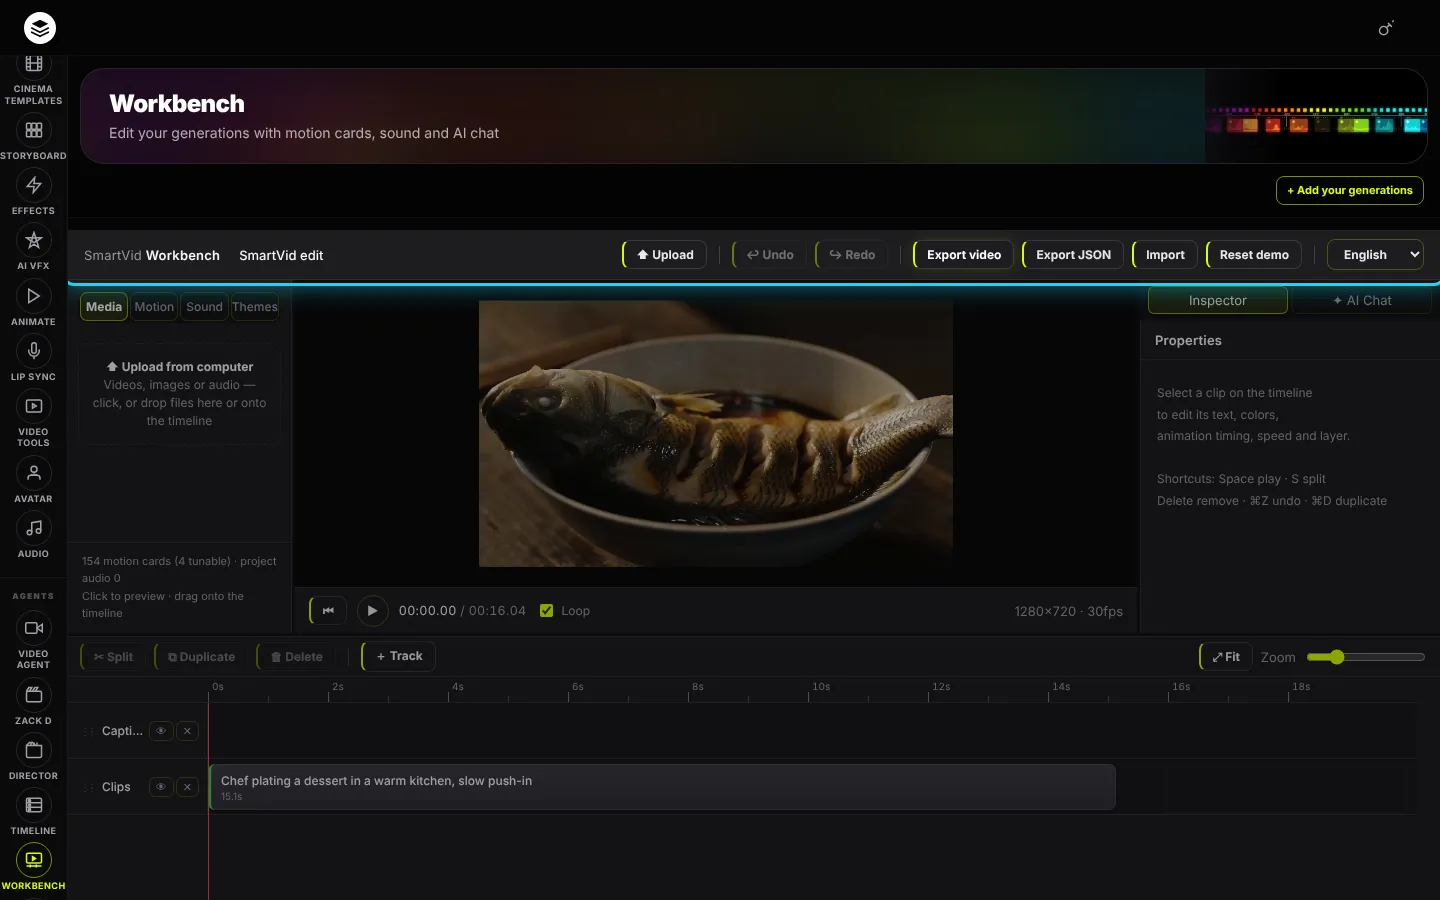 Workbench
Edit your generations with motion cards, sound and AI chat
+ Add your generations
CINEMA
TEMPLATES
STORYBOARD
EFFECTS
AI VFX
ANIMATE
LIP SYNC
VIDEO
TOOLS
AVATAR
AUDIO
AGENTS
VIDEO
AGENT
ZACK D
DIRECTOR
TIMELINE
WORKBENCH
SmartVid Workbench SmartVid edit
Upload
Undo
Redo
Export video
Export JSON
Import
Reset demo
English
Media
Motion
Sound
Themes
Upload from computer
Videos, images or audio —
click, or drop files here or onto
the timeline
154 motion cards (4 tunable) · project
audio 0
Click to preview · drag onto the
timeline
00:00.00 / 00:16.04
Loop
1280×720 · 30fps
Inspector
✦ AI Chat
Properties
Select a clip on the timeline
to edit its text, colors,
animation timing, speed and layer.
Shortcuts: Space play · S split
Delete remove · ⌘Z undo · ⌘D duplicate
Split
Duplicate
Delete
+ Track
Fit
Zoom
0s 2s 4s 6s 8s 10s 12s 14s 16s 18s
Capti...
Clips
Chef plating a dessert in a warm kitchen, slow push-in
15.1s